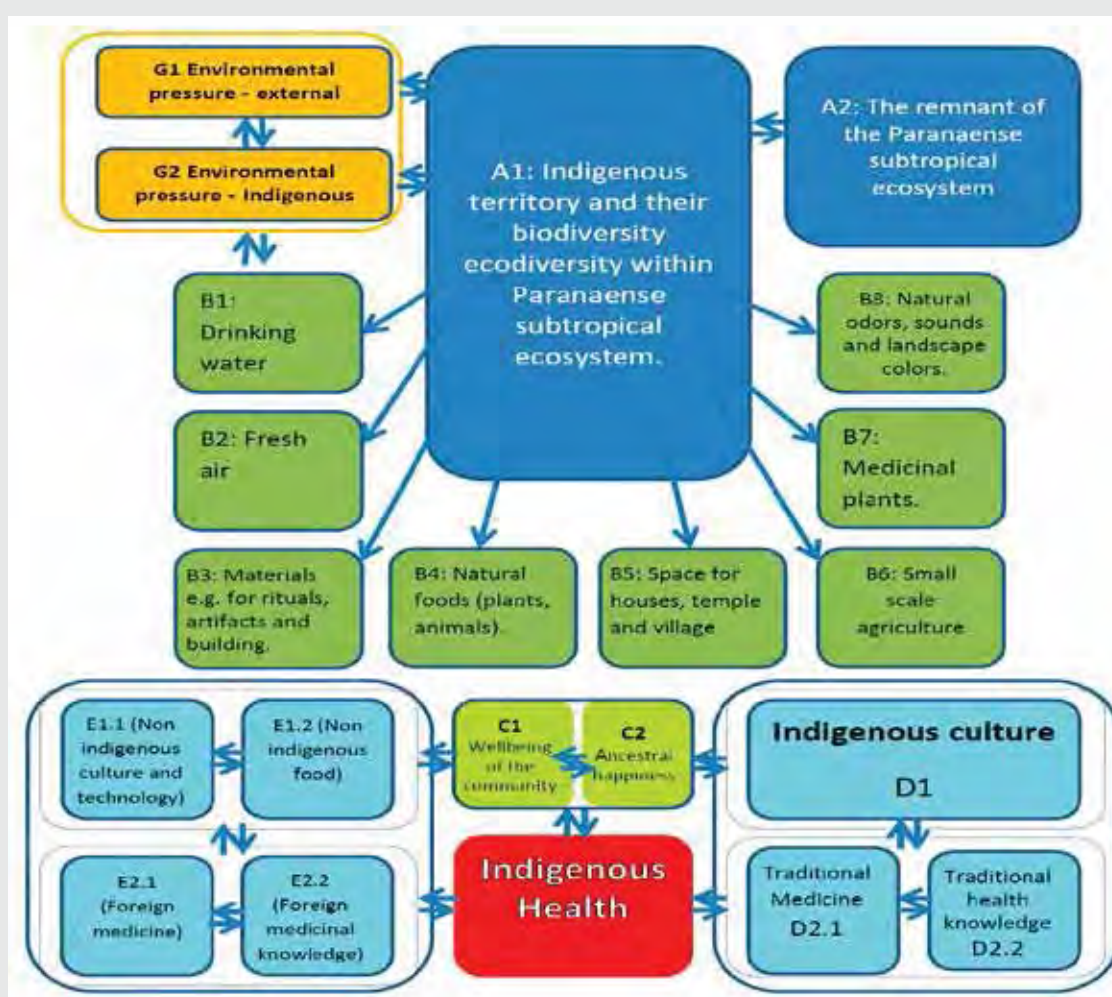 G1 Environmental
pressure - external
G2 Environmental
pressure - Indigenous
A1: Indigenous
territory and their
biodiversity
ecodiversity within
Paranaense
subtropical
ecosystem.
A2: The remnant of
the Paranaense
subtropical
ecosystem
B1:
Drinking
water
B2: Fresh
air
B3: Materials
e.g. for rituals,
artifacts and
building.
B4: Natural
foods (plants,
animals).
B5: Space for
houses, temple
and village
B6: Small
scale
agriculture
B7:
Medicinal
plants.
B8: Natural
odors, sounds
and landscape
colors.
E1.1 (Non
indigenous
culture and
technology)
E1.2 (Non
indigenous
food)
C1
Wellbeing
of the
community
C2
Ancestral
happiness
Indigenous culture
D1
E2.1
(Foreign
medicine)
E2.2
(Foreign
medicinal
knowledge)
Indigenous
Health
Traditional
Medicine
D2.1
Traditional
health
knowledge
D2.2